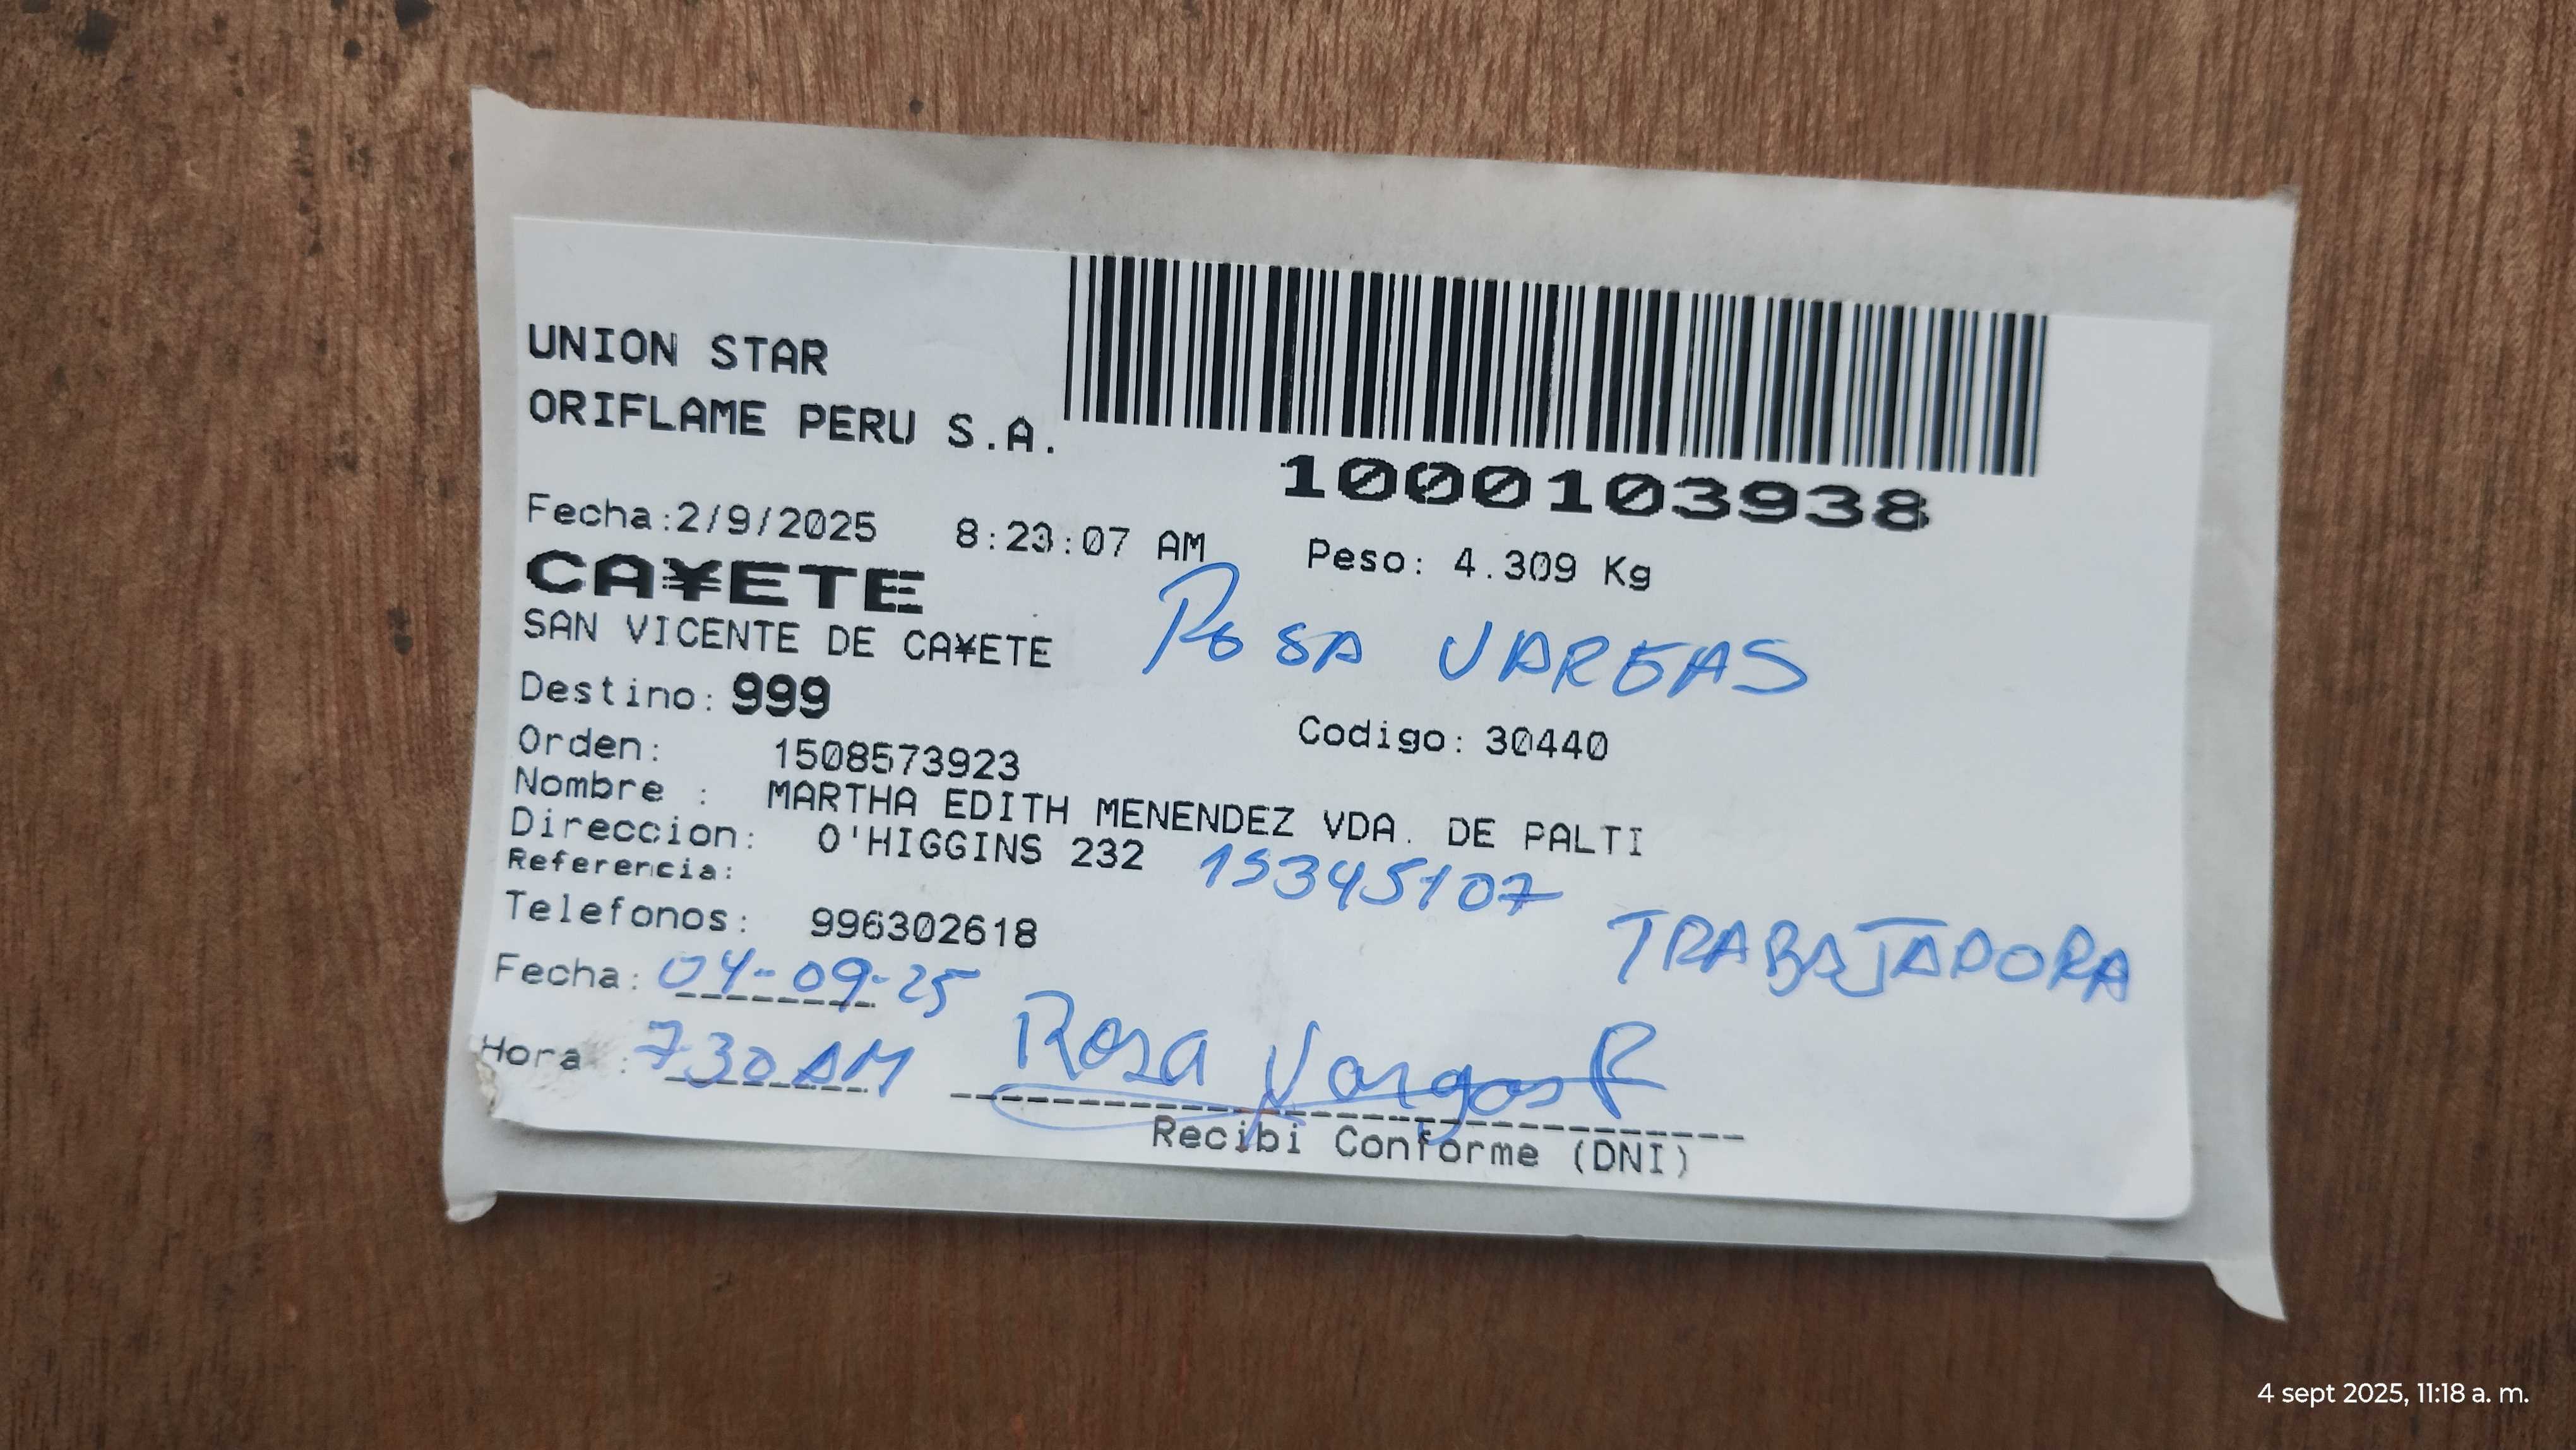 UNION STAR
ORIFLAME PERU S.A.
1000103938
Fecha:2/9/2025 8:23:07 AM Peso: 4.309 Kg
CA¥ETE
SAN VICENTE DE CA¥ETE
ROSA VARGAS
Destino: 999
Codigo: 30440
Orden: 1508573923
Nombre : MARTHA EDITH MENENDEZ VDA. DE PALTI
Direccion: O'HIGGINS 232
Referencia: 15345107
TRABAJADORA
Telefonos: 996302618
Fecha: 04-09-25
Hora : 7:30 AM
Rosa Vargas R
Recibi Conforme (DNI)
4 sept 2025, 11:18 a. m.